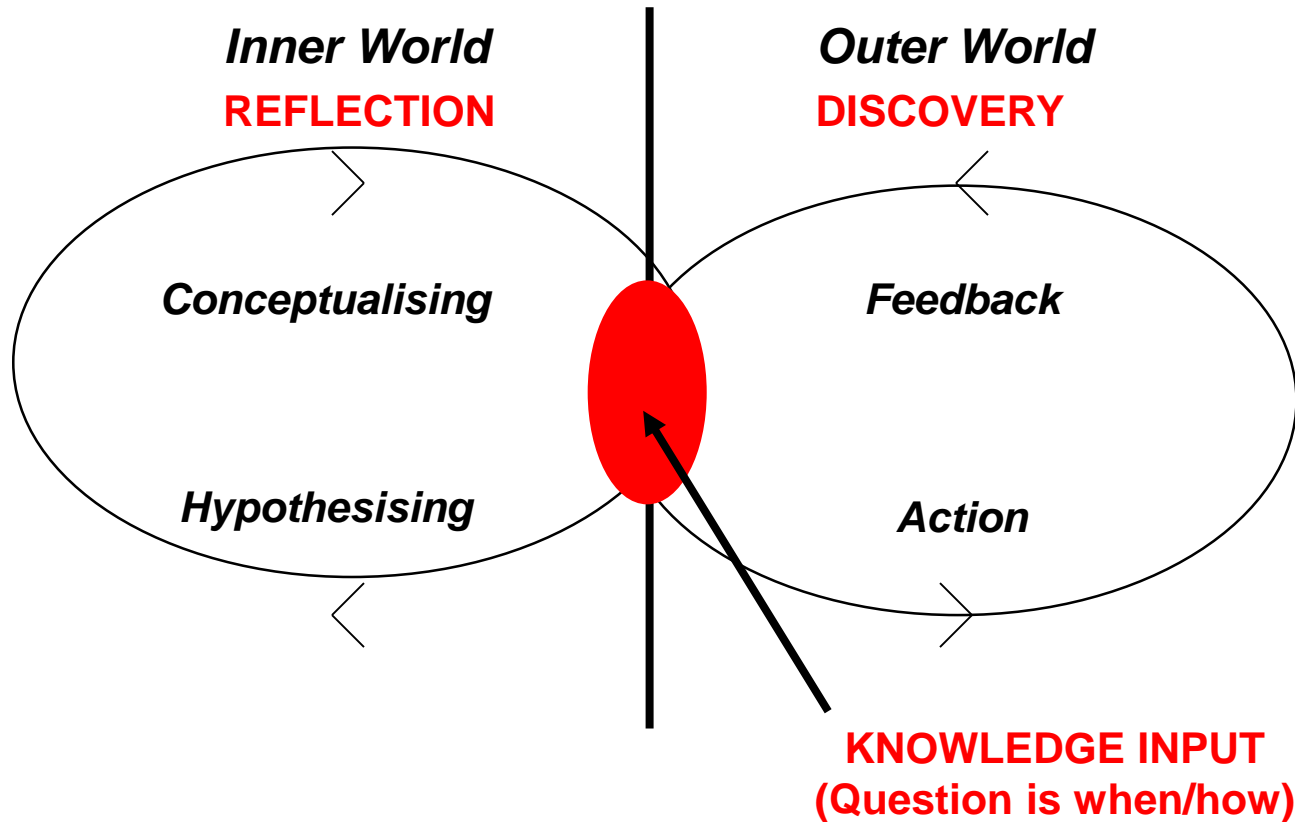 Inner World
REFLECTION
Outer World
DISCOVERY
Conceptualising
Feedback
Hypothesising
Action
KNOWLEDGE INPUT
(Question is when/how)